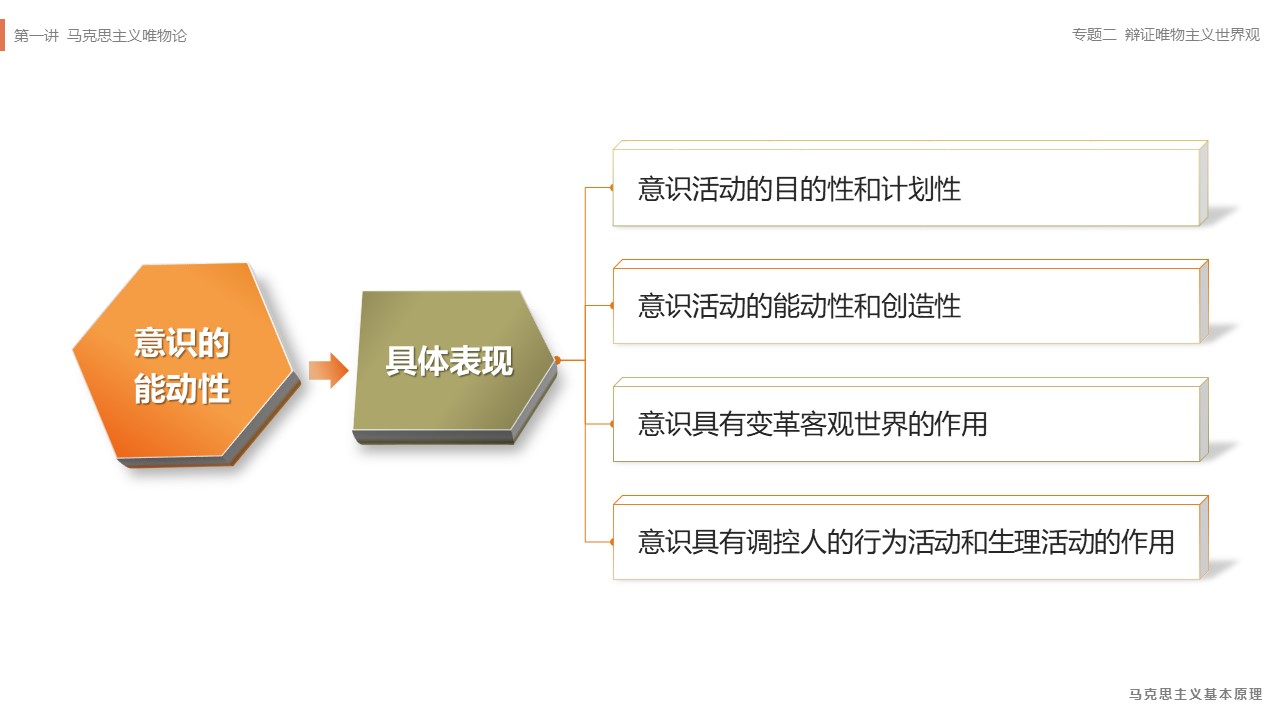 第一讲 马克思主义唯物论
专题二 辩证唯物主义世界观
意识的
能动性
具体表现
意识活动的目的性和计划性
意识活动的能动性和创造性
意识具有变革客观世界的作用
意识具有调控人的行为活动和生理活动的作用
马克思主义基本原理